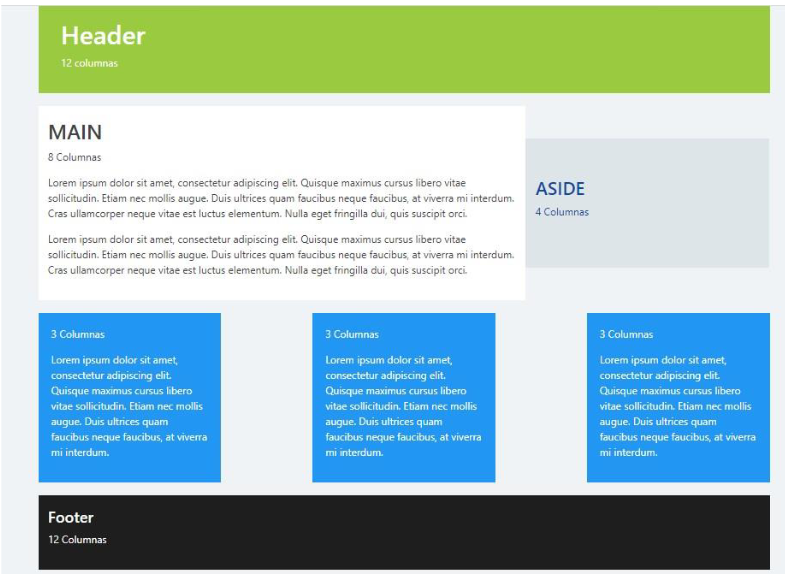 Header
12 columnas
MAIN
8 Columnas
Lorem ipsum dolor sit amet, consectetur adipiscing elit. Quisque maximus cursus libero vitae
sollicitudin. Etiam nec mollis augue. Duis ultrices quam faucibus neque faucibus, at viverra mi interdum.
Cras ullamcorper neque vitae est luctus elementum. Nulla eget fringilla dui, quis suscipit orci.
Lorem ipsum dolor sit amet, consectetur adipiscing elit. Quisque maximus cursus libero vitae
sollicitudin. Etiam nec mollis augue. Duis ultrices quam faucibus neque faucibus, at viverra mi interdum.
Cras ullamcorper neque vitae est luctus elementum. Nulla eget fringilla dui, quis suscipit orci.
ASIDE
4 Columnas
3 Columnas
Lorem ipsum dolor sit amet,
consectetur adipiscing elit.
Quisque maximus cursus libero
vitae sollicitudin. Etiam nec mollis
augue. Duis ultrices quam
faucibus neque faucibus, at viverra
mi interdum.
3 Columnas
Lorem ipsum dolor sit amet,
consectetur adipiscing elit.
Quisque maximus cursus libero
vitae sollicitudin. Etiam nec mollis
augue. Duis ultrices quam
faucibus neque faucibus, at viverra
mi interdum.
3 Columnas
Lorem ipsum dolor sit amet,
consectetur adipiscing elit.
Quisque maximus cursus libero
vitae sollicitudin. Etiam nec mollis
augue. Duis ultrices quam
faucibus neque faucibus, at viverra
mi interdum.
Footer
12 Columnas